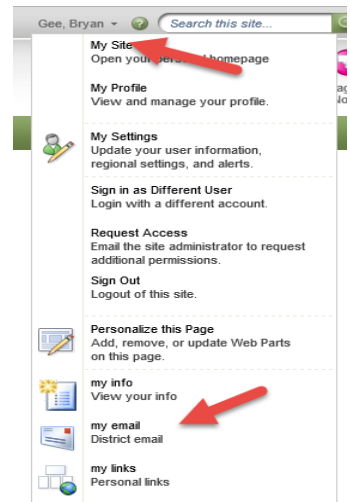 Gee, Bryan
Search this site...
My Site
Open your homepage
My Profile
View and manage your profile.
My Settings
Update your user information,
regional settings, and alerts.
Sign in as Different User
Login with a different account.
Request Access
Email the site administrator to request
additional permissions.
Sign Out
Logout of this site.
Personalize this Page
Add, remove, or update Web Parts
on this page.
my info
View your info
my email
District email
my links
Personal links